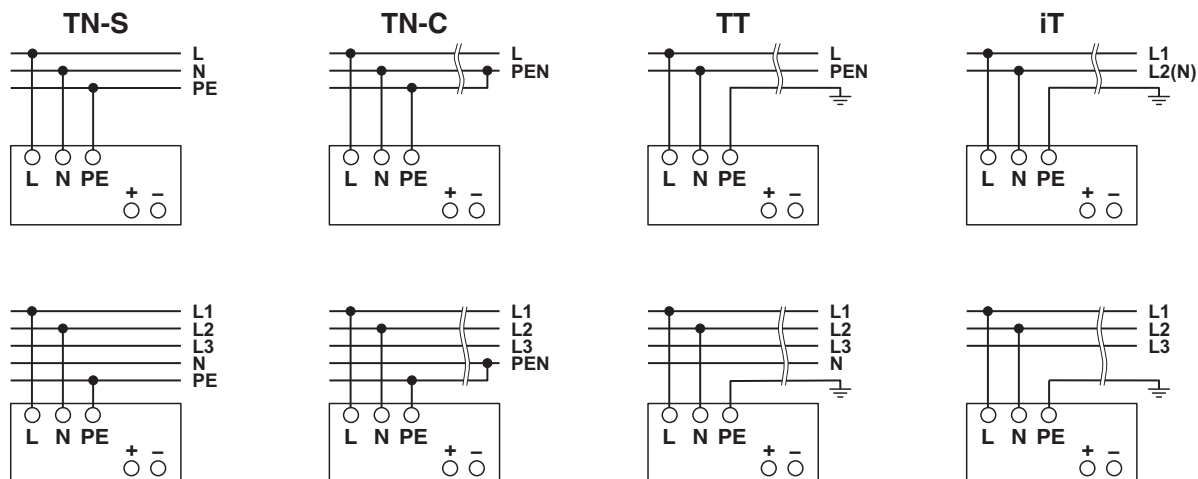 TN-S TN-C TT iT
L L L L1
N PEN PEN L2(N)
PE
L N PE L N PE L N PE L N PE
+ – + – + – + –
L1 L1 L1 L1
L2 L2 L2 L2
L3 L3 L3 L3
N PEN N
PE
L N PE L N PE L N PE L N PE
+ – + – + – + –